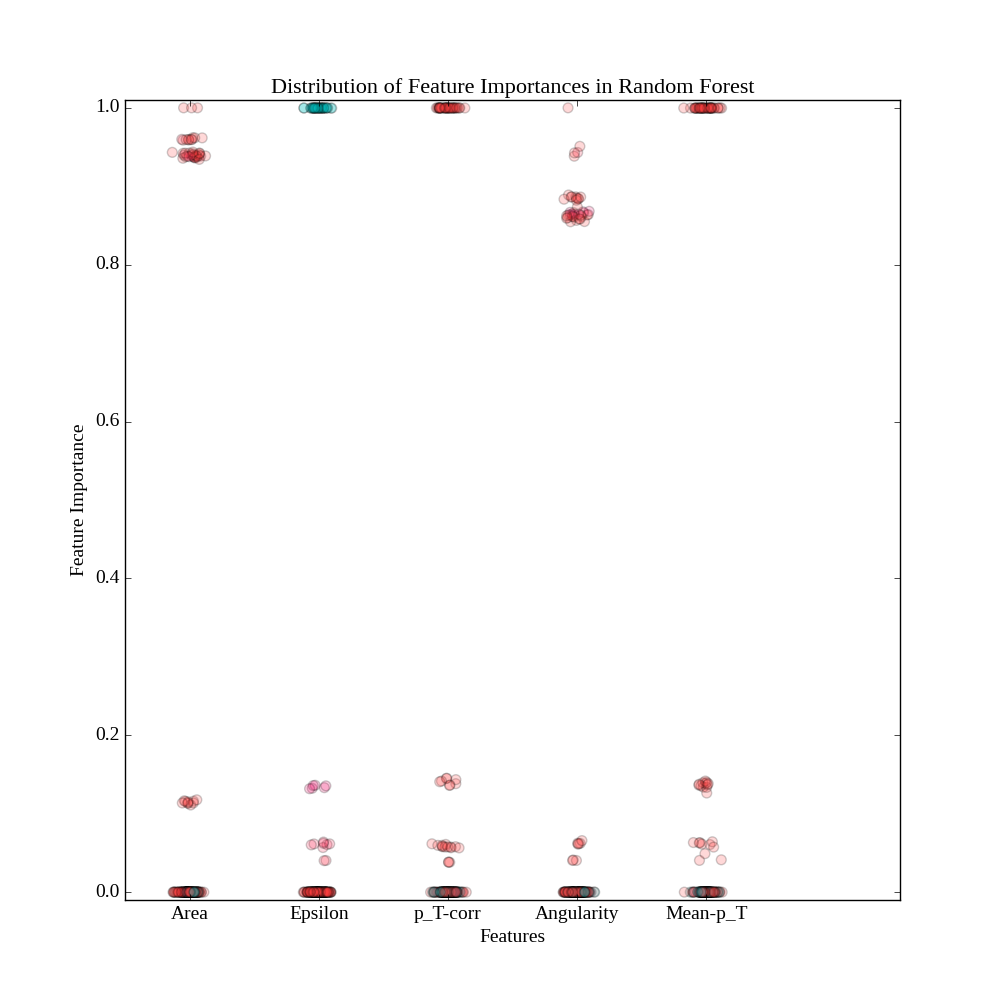 Distribution of Feature Importances in Random Forest
1.0
0.8
0.6
0.4
0.2
0.0
Feature Importance
Area Epsilon p_T-corr Angularity Mean-p_T
Features